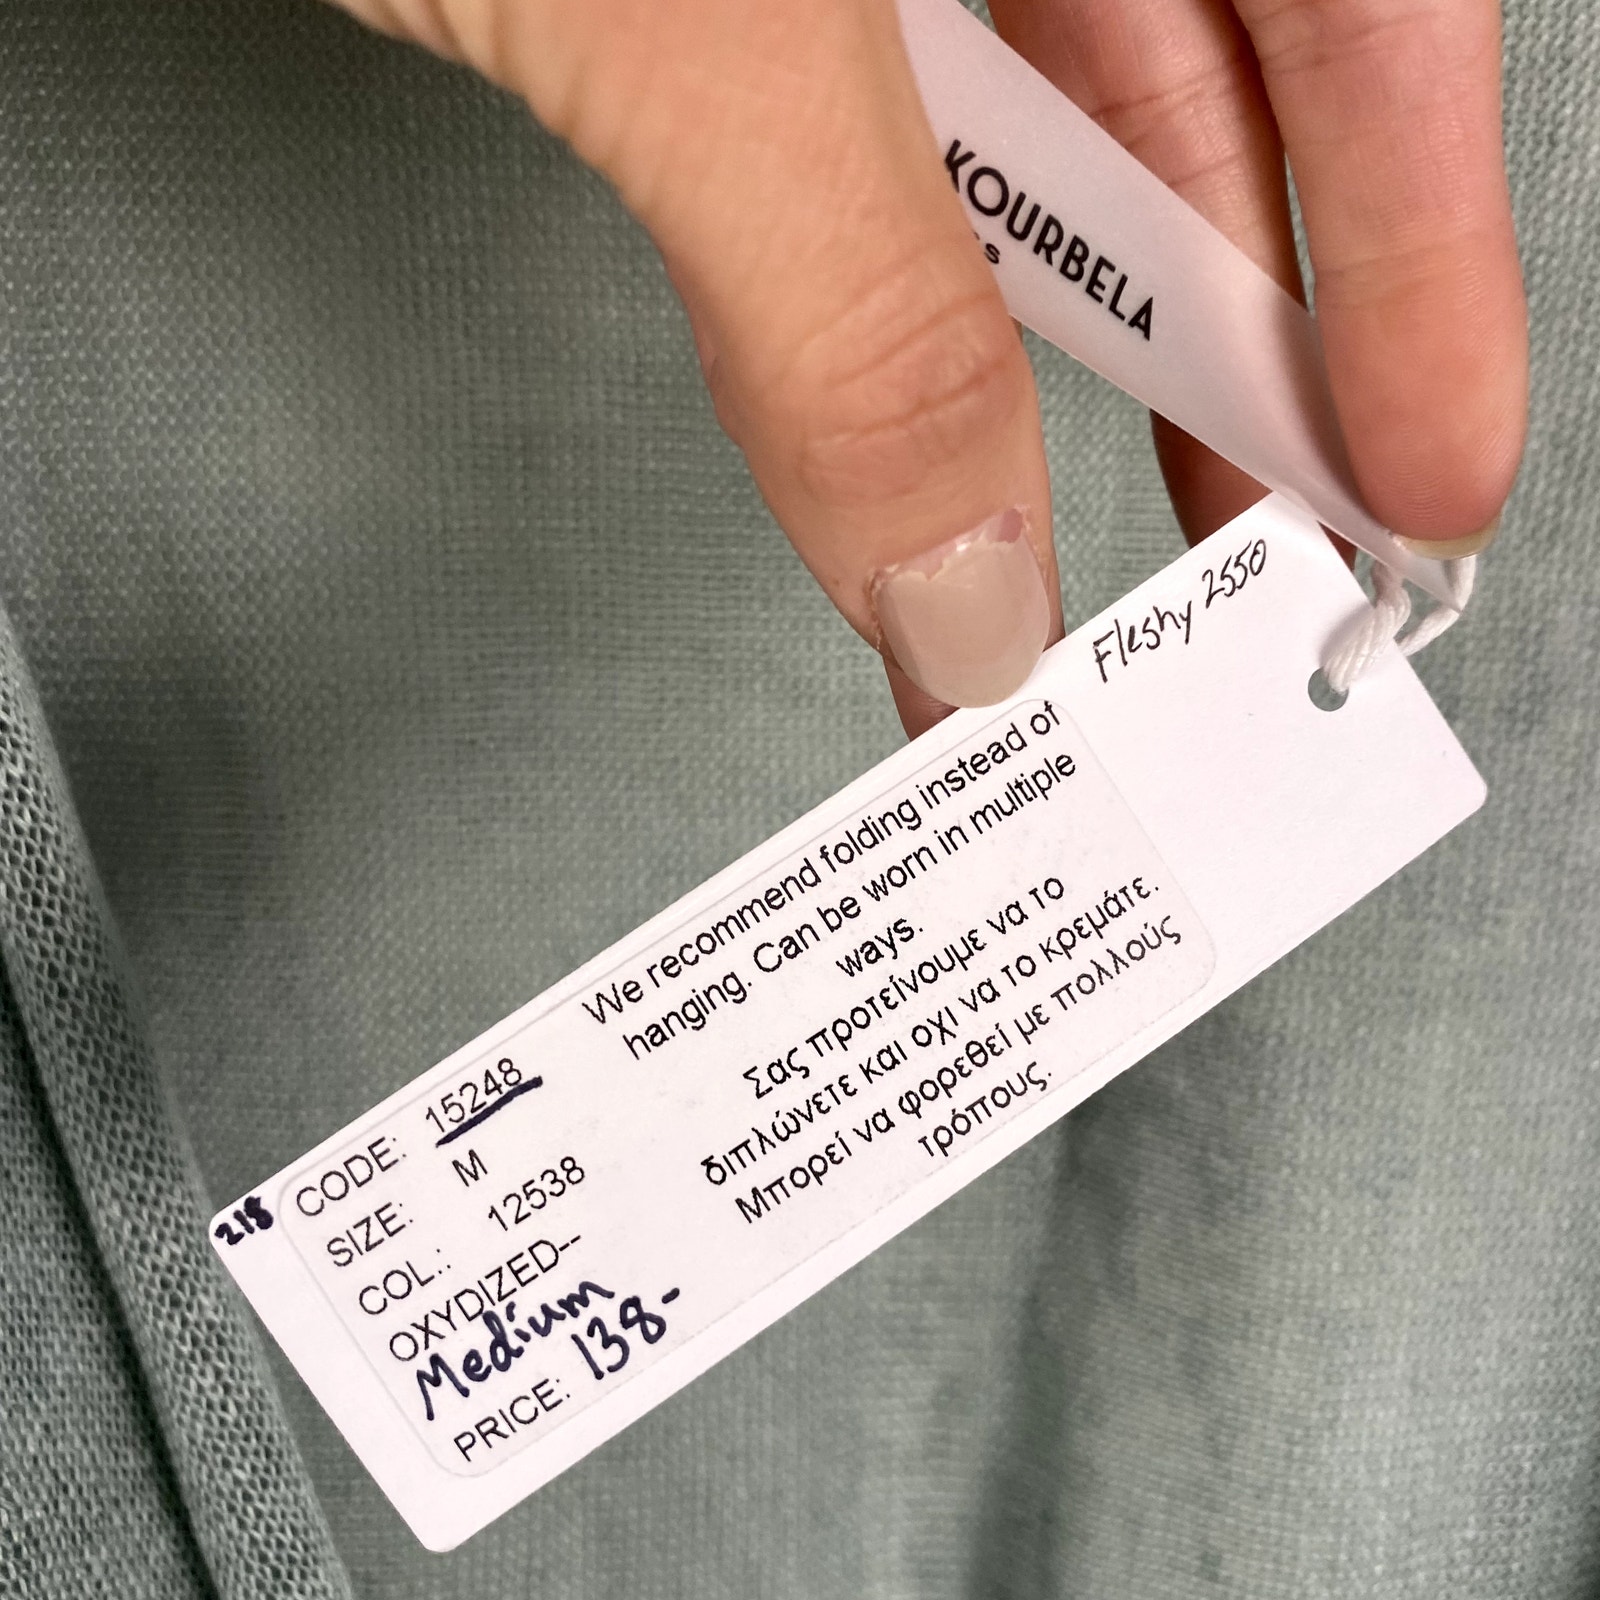 KOURBELA
Fleshy 2550
We recommend folding instead of
hanging. Can be worn in multiple
ways.
Σας προτείνουμε να το
διπλώνετε και οχι να το κρεμάτε.
Μπορεί να φορεθεί με πολλούς
τρόπους.
218
CODE: 15248
SIZE: M
COL.: 12538
OXYDIZED--
Medium
PRICE: 138-